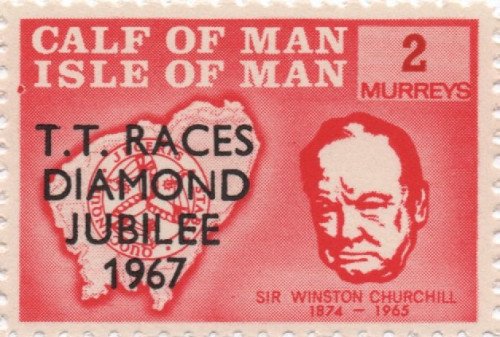 CALF OF MAN
ISLE OF MAN
2
MURREYS
T.T. RACES
DIAMOND
JUBILEE
1967
SIR WINSTON CHURCHILL
1874 – 1965